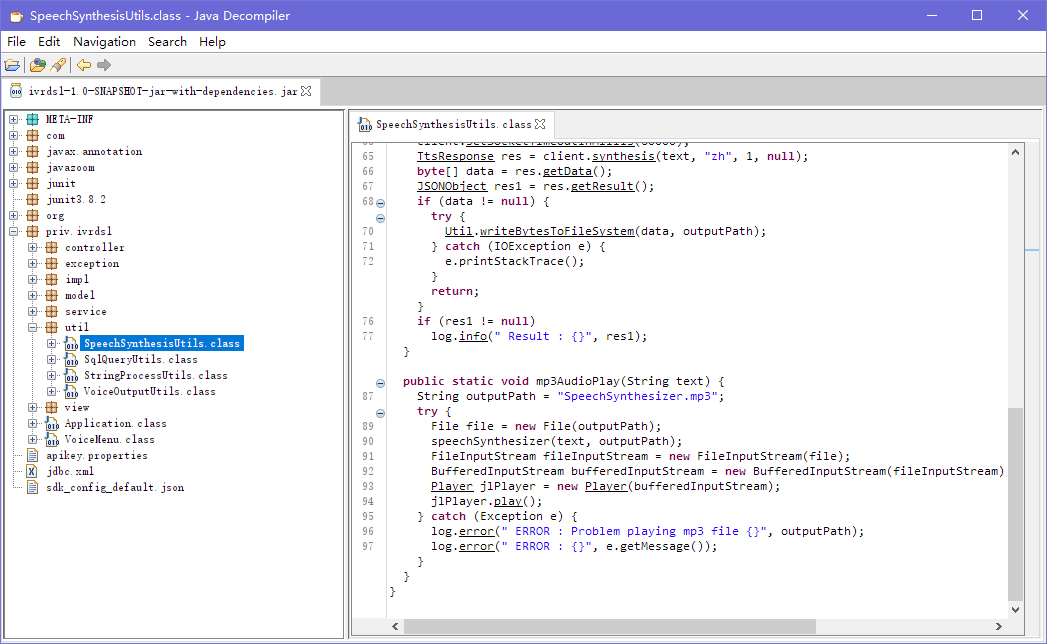 SpeechSynthesisUtils.class - Java Decompiler
File Edit Navigation Search Help
ivrdsl-1.0-SNAPSHOT-jar-with-dependencies.jar
META-INF
com
javax.annotation
javazoom
junit
junit3.8.2
org
priv.ivrdsl
controller
exception
impl
model
service
util
SpeechSynthesisUtils.class
SqlQueryUtils.class
StringProcessUtils.class
VoiceOutputUtils.class
view
Application.class
VoiceMenu.class
apikey.properties
jdbc.xml
sdk_config_default.json
SpeechSynthesisUtils.class
65 TtsResponse res = client.synthesis(text, "zh", 1, null);
66 byte[] data = res.getData();
67 JSONObject res1 = res.getResult();
68 if (data != null) {
try {
70 Util.writeBytesToFileSystem(data, outputPath);
71 } catch (IOException e) {
72 e.printStackTrace();
}
return;
}
76 if (res1 != null)
77 log.info(" Result : {}", res1);
}
public static void mp3AudioPlay(String text) {
87 String outputPath = "SpeechSynthesizer.mp3";
try {
89 File file = new File(outputPath);
90 speechSynthesizer(text, outputPath);
91 FileInputStream fileInputStream = new FileInputStream(file);
92 BufferedInputStream bufferedInputStream = new BufferedInputStream(fileInputStream)
93 Player jlPlayer = new Player(bufferedInputStream);
94 jlPlayer.play();
95 } catch (Exception e) {
96 log.error(" ERROR : Problem playing mp3 file {}", outputPath);
97 log.error(" ERROR : {}", e.getMessage());
}
}
}